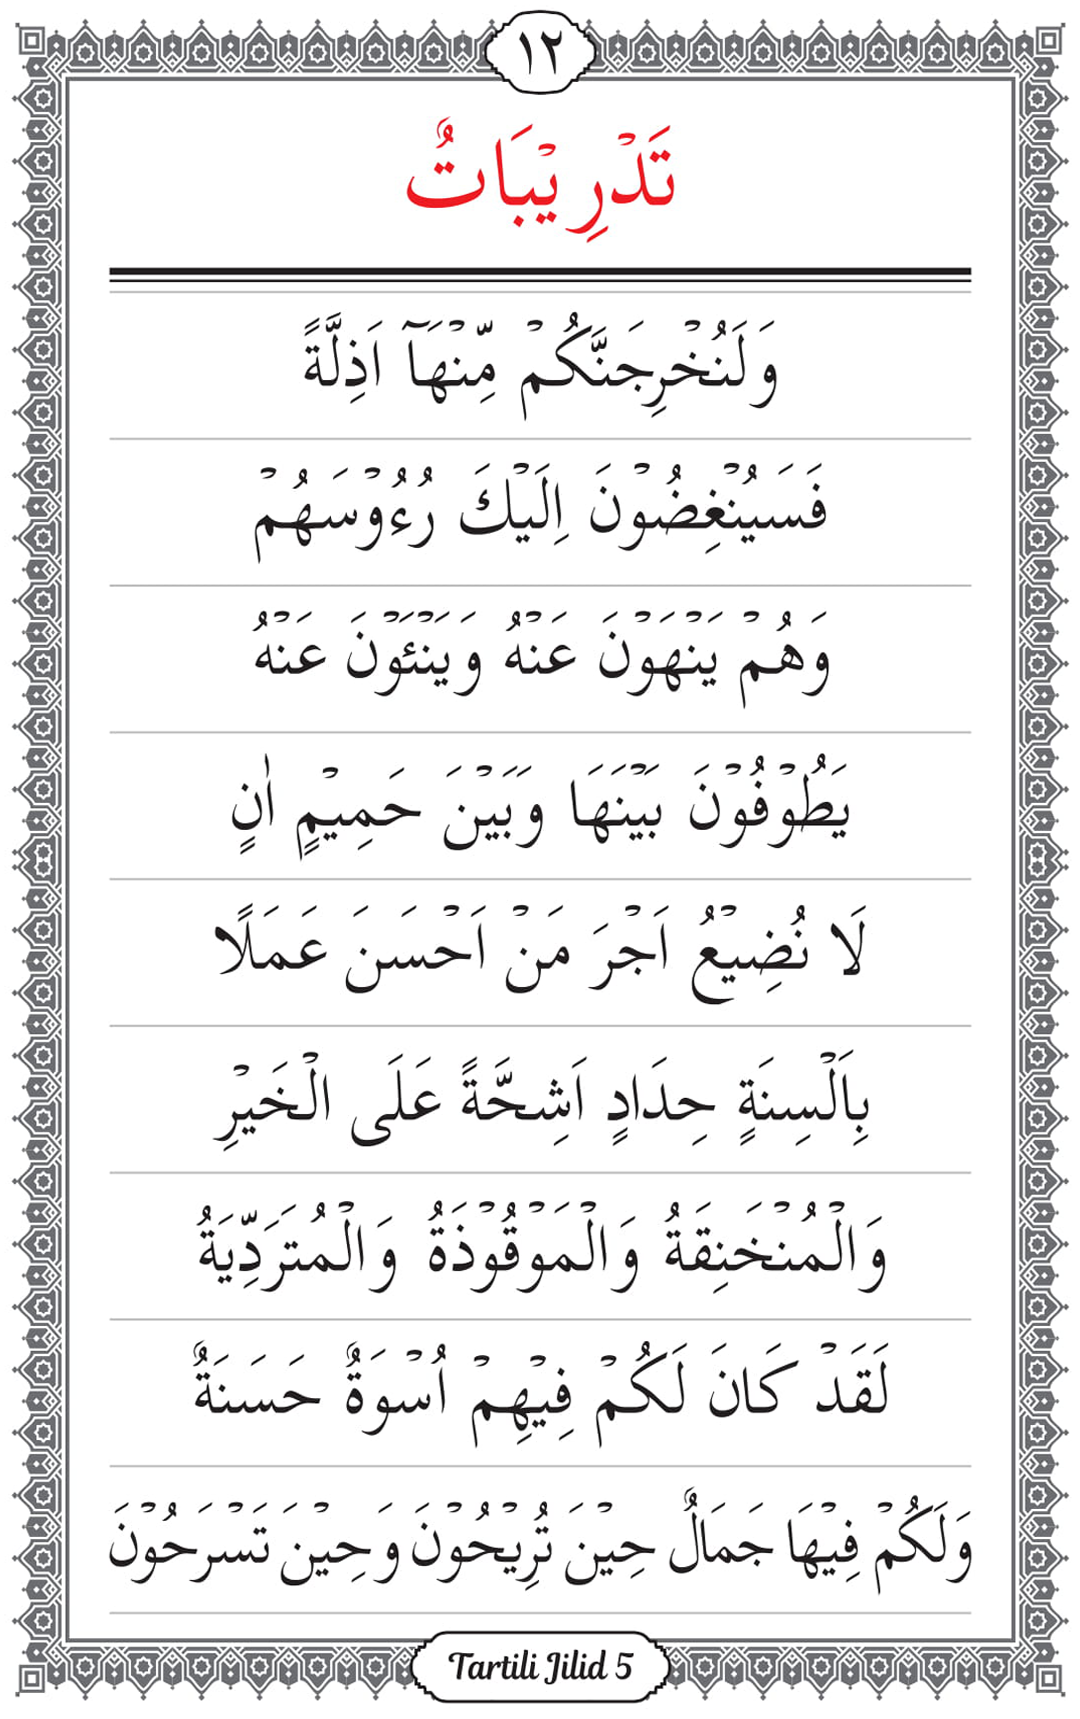 ١٢
تَدْرِيْبَاتٌ
وَلَنُخْرِجَنَّكُمْ مِّنْهَآ اَذِلَّةً
فَسَيُنْغِضُوْنَ اِلَيْكَ رُءُوْسَهُمْ
وَهُمْ يَنْهَوْنَ عَنْهُ وَيَنْئَوْنَ عَنْهُ
يَطُوْفُوْنَ بَيْنَهَا وَبَيْنَ حَمِيْمٍ اٰنٍ
لَا نُضِيْعُ اَجْرَ مَنْ اَحْسَنَ عَمَلًا
بِاَلْسِنَةٍ حِدَادٍ اَشِحَّةً عَلَى الْخَيْرِ
وَالْمُنْخَنِقَةُ وَالْمَوْقُوْذَةُ وَالْمُتَرَدِّيَةُ
لَقَدْ كَانَ لَكُمْ فِيْهِمْ اُسْوَةٌ حَسَنَةٌ
وَلَكُمْ فِيْهَا جَمَالٌ حِيْنَ تُرِيْحُوْنَ وَحِيْنَ تَسْرَحُوْنَ
Tartili Jilid 5